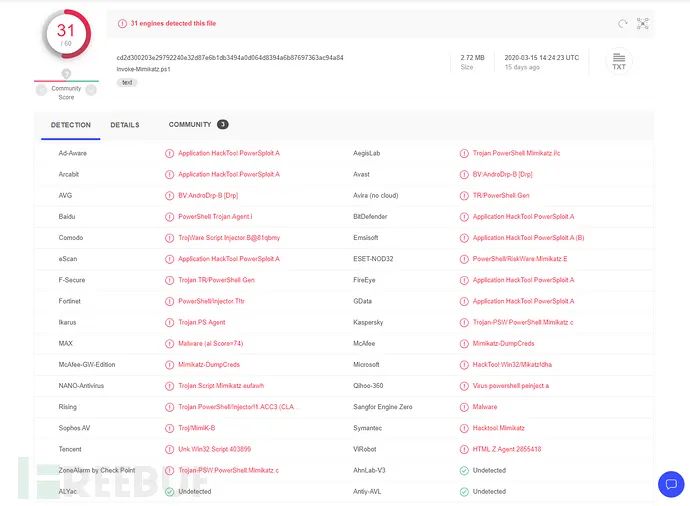 31
/ 60
31 engines detected this file
cd2d300203e29792240e32d87e6b1db3494a0d064d8394a6b87697363ac94a84
Invoke-Mimikatz.ps1
text
2.72 MB
Size
2020-03-15 14:24:23 UTC
15 days ago
TXT
?
Community
Score
DETECTION DETAILS COMMUNITY 3
Ad-Aware Application.HackTool.PowerSploit.A AegisLab Trojan.PowerShell.Mimikatz.i!c
Arcabit Application.HackTool.PowerSploit.A Avast BV:AndroDrp-B [Drp]
AVG BV:AndroDrp-B [Drp] Avira (no cloud) TR/PowerShell.Gen
Baidu PowerShell.Trojan.Agent.i BitDefender Application.HackTool.PowerSploit.A
Comodo TrojWare.Script.Injector.B@81qbmy Emsisoft Application.HackTool.PowerSploit.A (B)
eScan Application.HackTool.PowerSploit.A ESET-NOD32 PowerShell/RiskWare.Mimikatz.E
F-Secure Trojan.TR/PowerShell.Gen FireEye Application.HackTool.PowerSploit.A
Fortinet PowerShell/Injector.T!tr GData Application.HackTool.PowerSploit.A
Ikarus Trojan.PS.Agent Kaspersky Trojan-PSW.PowerShell.Mimikatz.c
MAX Malware (ai Score=74) McAfee Mimikatz-DumpCreds
McAfee-GW-Edition Mimikatz-DumpCreds Microsoft HackTool:Win32/Mikatz!dha
NANO-Antivirus Trojan.Script.Mimikatz.eufawh Qihoo-360 Virus.powershell.peinject.a
Rising Trojan.PowerShell/Injector!1.ACC3 (CLA... Sangfor Engine Zero Malware
Sophos AV Troj/MimiK-B Symantec Hacktool.Mimikatz
Tencent Unk.Win32.Script.403899 ViRobot HTML.Z.Agent.2855418
ZoneAlarm by Check Point Trojan-PSW.PowerShell.Mimikatz.c AhnLab-V3 Undetected
ALYac Undetected Antiy-AVL Undetected
FREEBUF